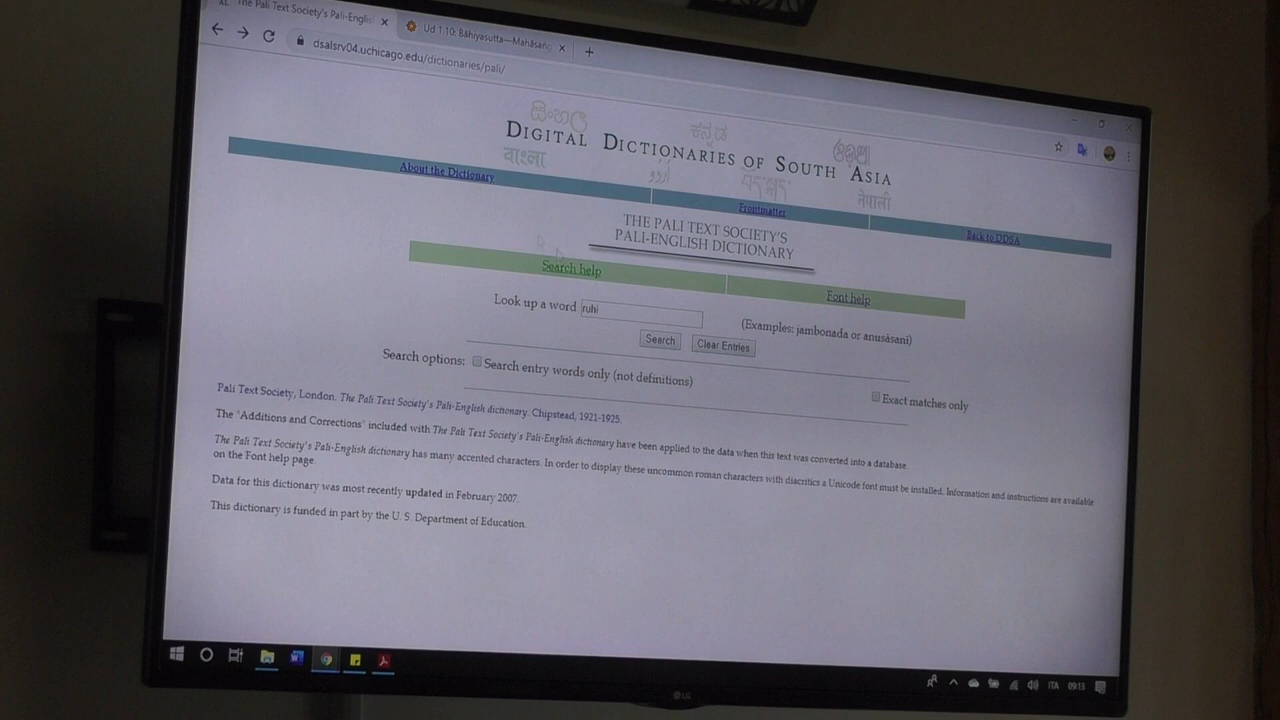 The Pali Text Society's Pali-Englis
Ud 1.10: Bāhiyasutta—Mahāsaṅg
dsalsrv04.uchicago.edu/dictionaries/pali/
සිංහල
ಕನ್ನಡ
DIGITAL DICTIONARIES OF SOUTH ASIA
বাংলা
اردو
नेपाली
About the Dictionary
Frontmatter
Back to DDSA
THE PALI TEXT SOCIETY'S
PALI-ENGLISH DICTIONARY
Search help
Font help
Look up a word ruhi
(Examples: jambonada or anusāsani)
Search Clear Entries
Search options: Search entry words only (not definitions)
Exact matches only
Pali Text Society, London. The Pali Text Society's Pali-English dictionary. Chipstead, 1921-1925.
The "Additions and Corrections" included with The Pali Text Society's Pali-English dictionary have been applied to the data when this text was converted into a database.
The Pali Text Society's Pali-English dictionary has many accented characters. In order to display these uncommon roman characters with diacritics a Unicode font must be installed. Information and instructions are available
on the Font help page.
Data for this dictionary was most recently updated in February 2007.
This dictionary is funded in part by the U. S. Department of Education.
ITA 09:13
LG